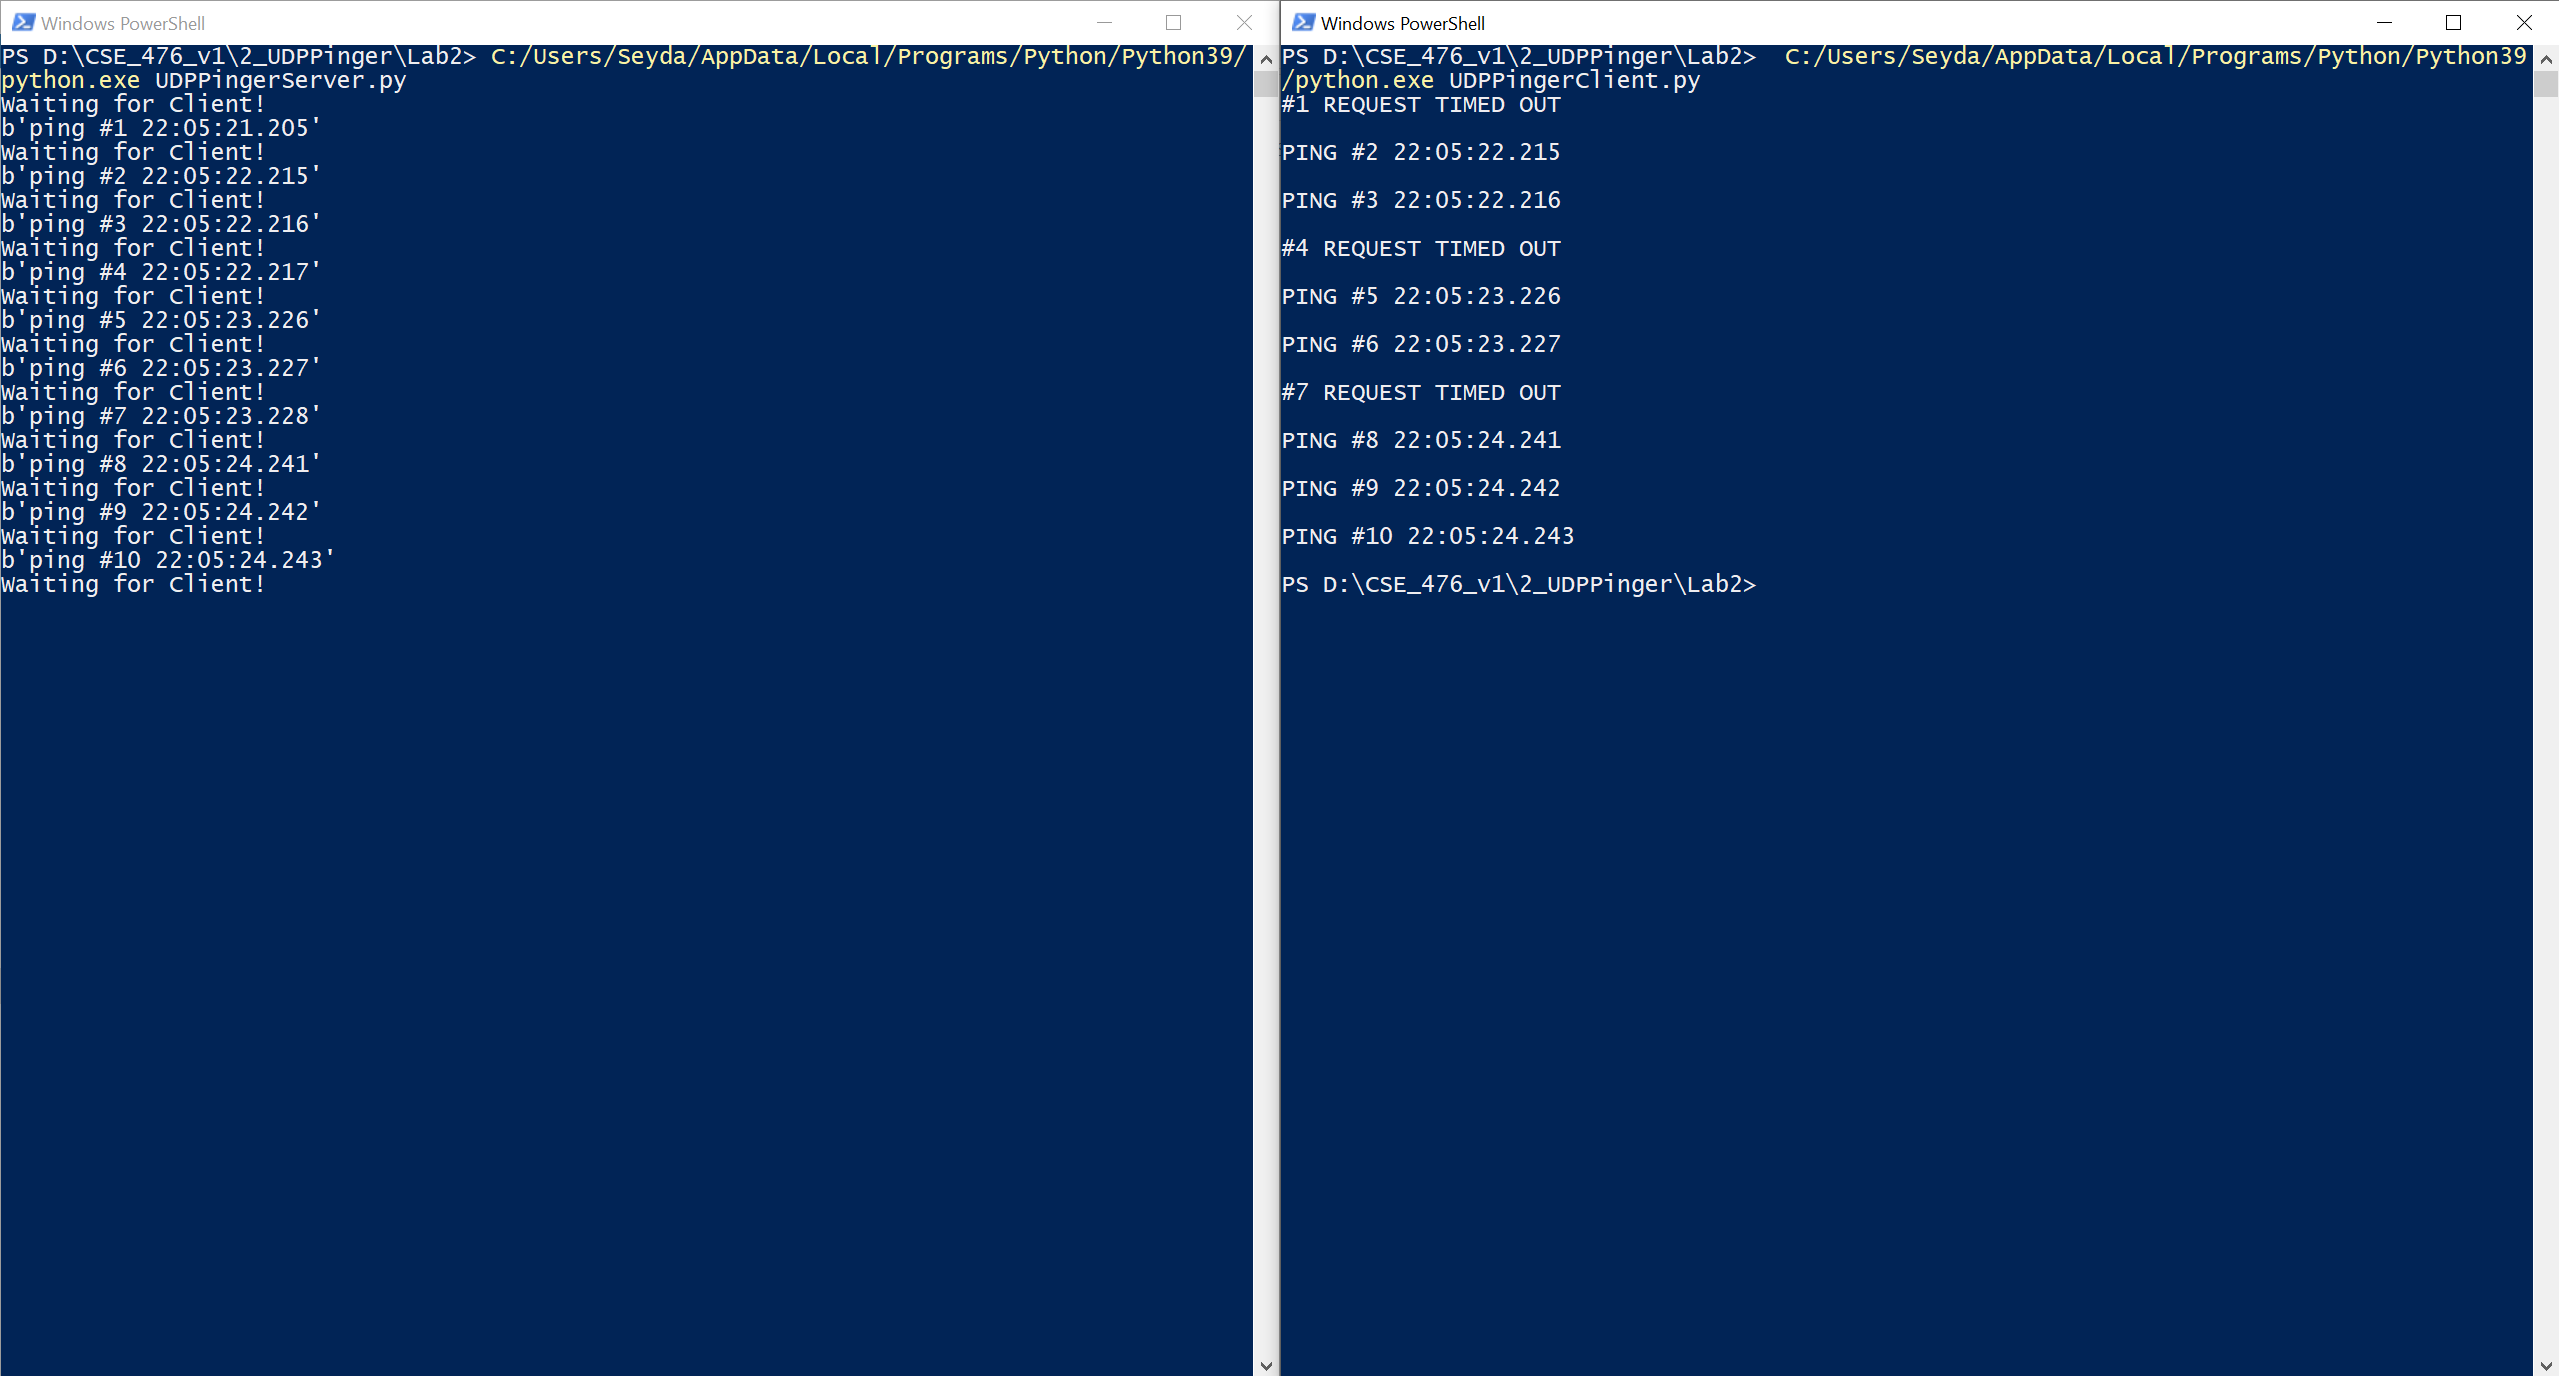 Windows PowerShell
PS D:\CSE_476_v1\2_UDPPinger\Lab2> C:/Users/Seyda/AppData/Local/Programs/Python/Python39/
python.exe UDPPingerServer.py
Waiting for Client!
b'ping #1 22:05:21.205'
Waiting for Client!
b'ping #2 22:05:22.215'
Waiting for Client!
b'ping #3 22:05:22.216'
Waiting for Client!
b'ping #4 22:05:22.217'
Waiting for Client!
b'ping #5 22:05:23.226'
Waiting for Client!
b'ping #6 22:05:23.227'
Waiting for Client!
b'ping #7 22:05:23.228'
Waiting for Client!
b'ping #8 22:05:24.241'
Waiting for Client!
b'ping #9 22:05:24.242'
Waiting for Client!
b'ping #10 22:05:24.243'
Waiting for Client!
Windows PowerShell
PS D:\CSE_476_v1\2_UDPPinger\Lab2>  C:/Users/Seyda/AppData/Local/Programs/Python/Python39
/python.exe UDPPingerClient.py
#1 REQUEST TIMED OUT
PING #2 22:05:22.215
PING #3 22:05:22.216
#4 REQUEST TIMED OUT
PING #5 22:05:23.226
PING #6 22:05:23.227
#7 REQUEST TIMED OUT
PING #8 22:05:24.241
PING #9 22:05:24.242
PING #10 22:05:24.243
PS D:\CSE_476_v1\2_UDPPinger\Lab2>